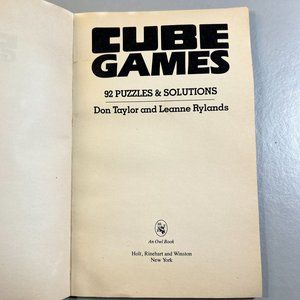 CUBE
GAMES
92 PUZZLES & SOLUTIONS
Don Taylor and Leanne Rylands
An Owl Book
Holt, Rinehart and Winston
New York